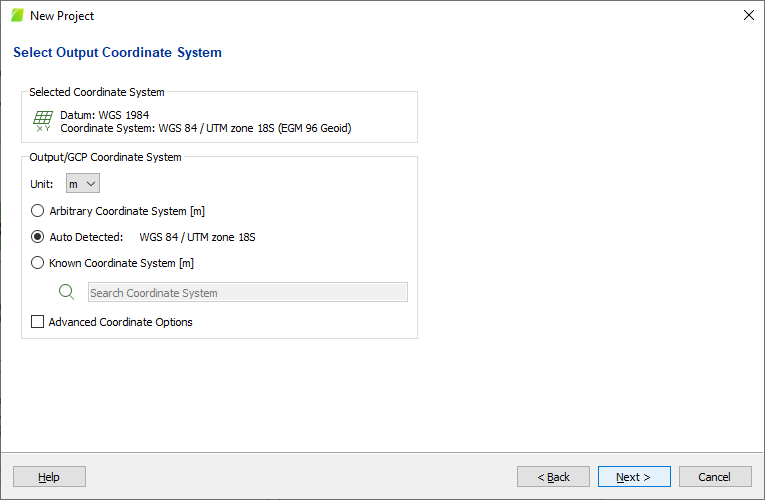 New Project
Select Output Coordinate System
Selected Coordinate System
Datum: WGS 1984
X Y
Coordinate System: WGS 84 / UTM zone 18S (EGM 96 Geoid)
Output/GCP Coordinate System
Unit: m
Arbitrary Coordinate System [m]
Auto Detected: WGS 84 / UTM zone 18S
Known Coordinate System [m]
Search Coordinate System
Advanced Coordinate Options
Help < Back Next > Cancel